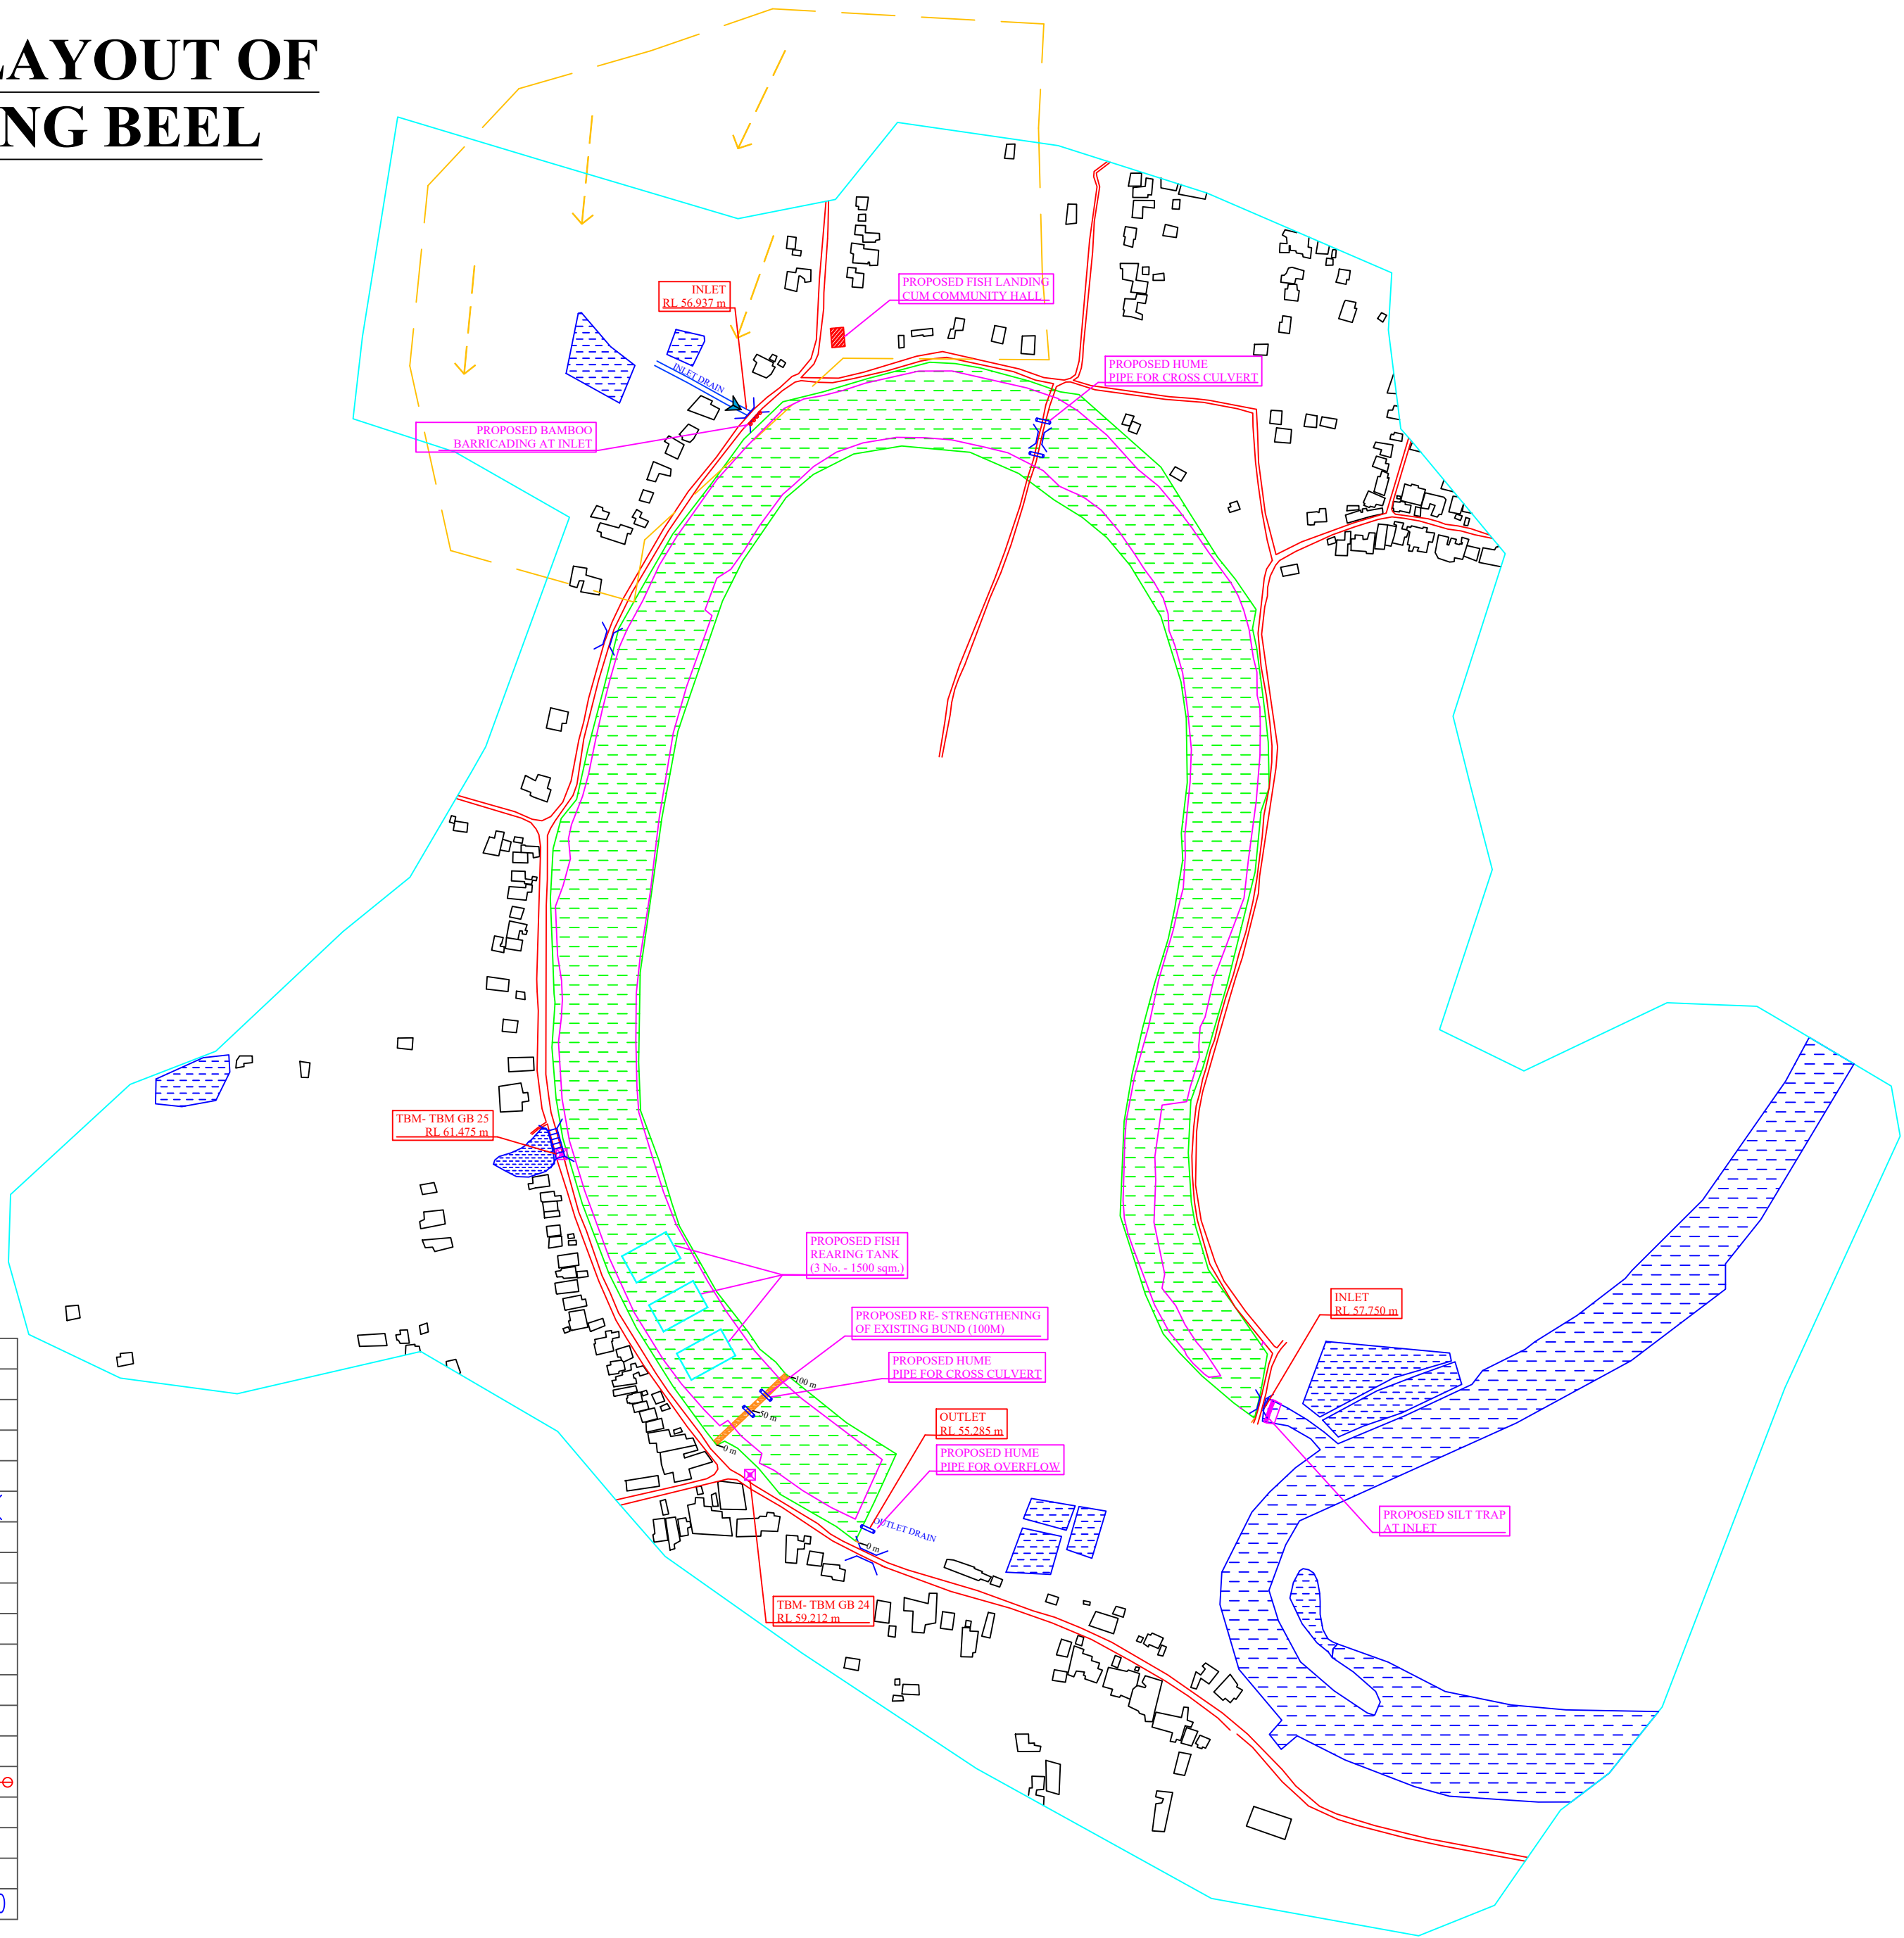 AYOUT OF
NG BEEL
INLET
RL 56.937 m
PROPOSED FISH LANDING
CUM COMMUNITY HALL
PROPOSED HUME
PIPE FOR CROSS CULVERT
INLET DRAIN
PROPOSED BAMBOO
BARRICADING AT INLET
TBM- TBM GB 25
RL 61.475 m
PROPOSED FISH
REARING TANK
(3 No. - 1500 sqm.)
PROPOSED RE- STRENGTHENING
OF EXISTING BUND (100M)
PROPOSED HUME
PIPE FOR CROSS CULVERT
100 m
50 m
0 m
INLET
RL 57.750 m
OUTLET
RL 55.285 m
PROPOSED HUME
PIPE FOR OVERFLOW
OUTLET DRAIN
0 m
PROPOSED SILT TRAP
AT INLET
TBM- TBM GB 24
RL 59.212 m